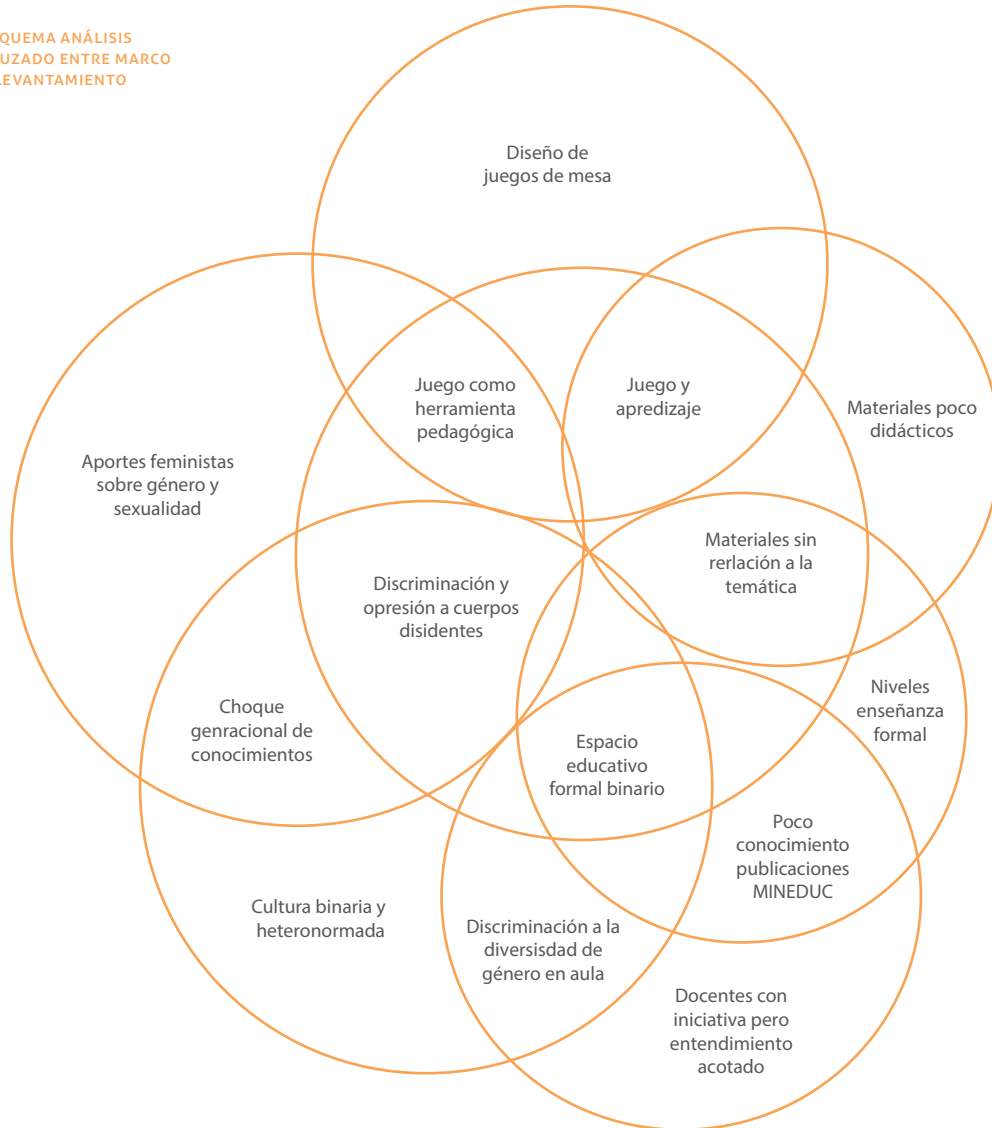 QUEMA ANÁLISIS
UZADO ENTRE MARCO
LEVANTAMIENTO
Diseño de
juegos de mesa
Juego como
herramienta
pedagógica
Juego y
apredizaje
Materiales poco
didácticos
Aportes feministas
sobre género y
sexualidad
Materiales sin
rerlación a la
temática
Discriminación y
opresión a cuerpos
disidentes
Niveles
enseñanza
formal
Choque
genracional de
conocimientos
Espacio
educativo
formal binario
Poco
conocimiento
publicaciones
MINEDUC
Cultura binaria y
heteronormada
Discriminación a la
diversisdad de
género en aula
Docentes con
iniciativa pero
entendimiento
acotado